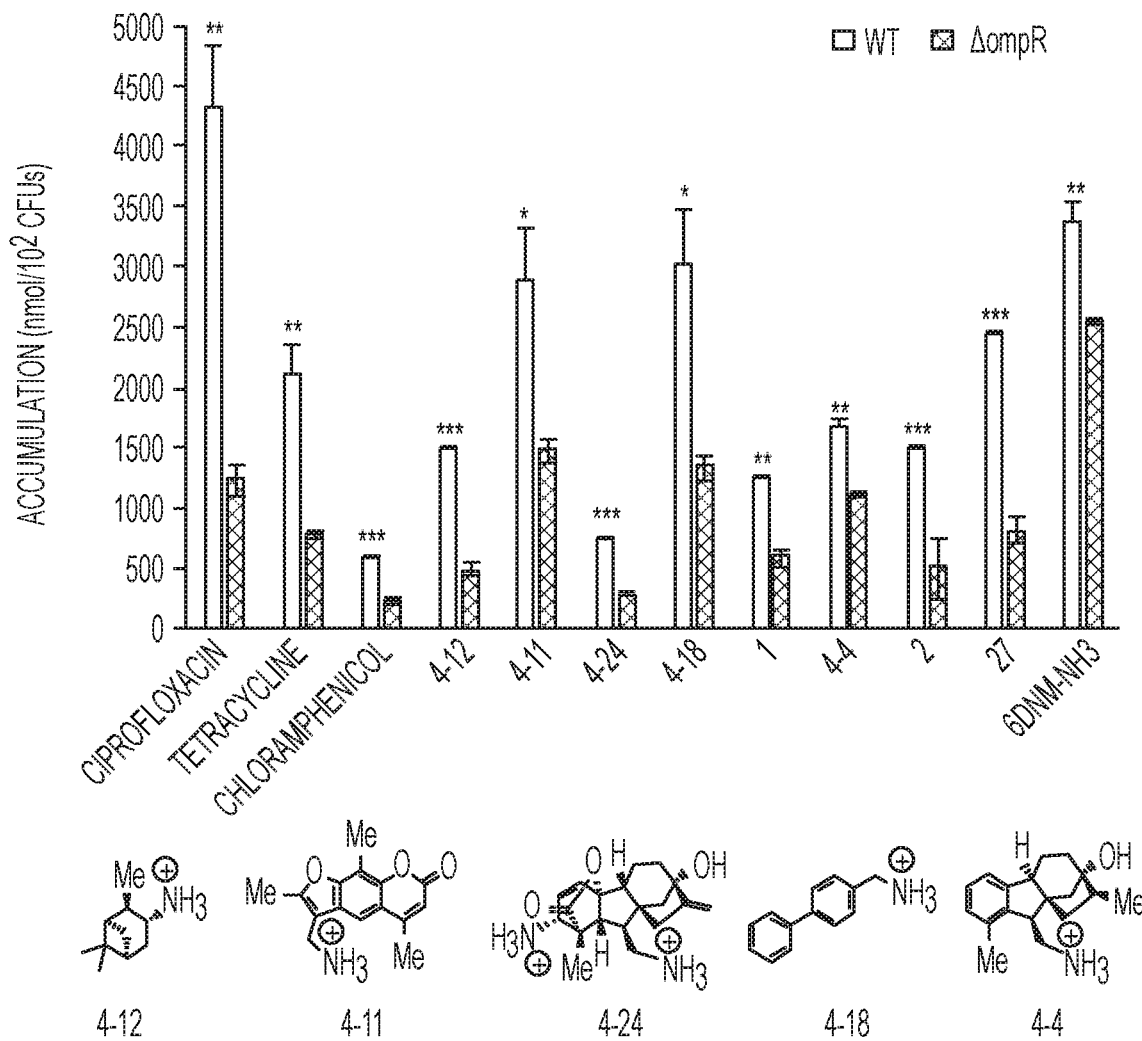 5000
4500
4000
3500
3000
2500
2000
1500
1000
500
0
ACCUMULATION (nmol/10² CFUs)
WT
ΔompR
**
**
***
***
*
***
*
**
**
***
***
**
CIPROFLOXACIN
TETRACYCLINE
CHLORAMPHENICOL
4-12
4-11
4-24
4-18
1
4-4
2
27
6DNM-NH3
Me
+
NH3
4-12
Me
O
O
O
Me
+
NH3
Me
4-11
O
H
OH
O
H3N
+
Me
H
+
NH3
4-24
+
NH3
4-18
H
OH
Me
Me
+
NH3
4-4